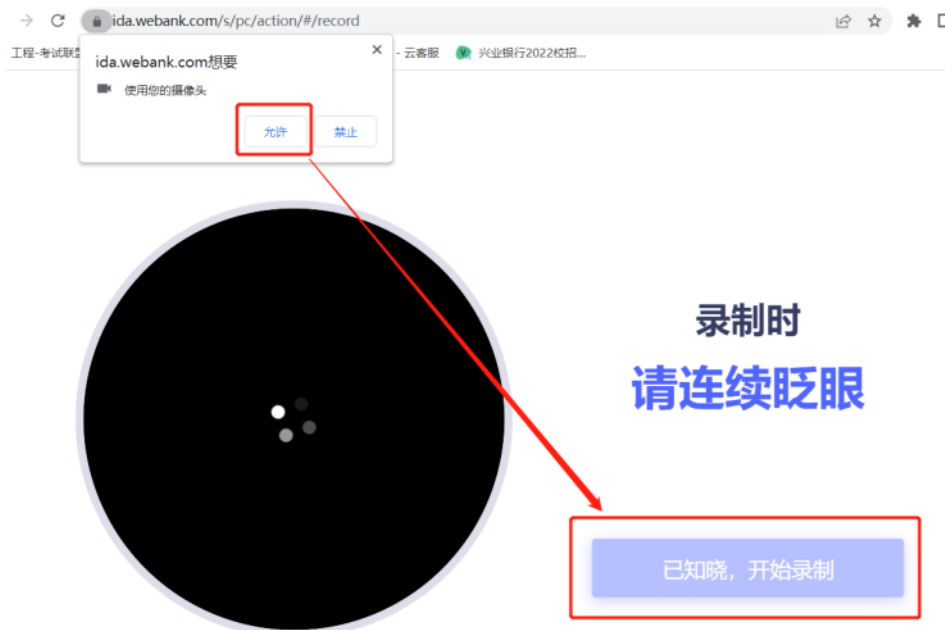 ida.webank.com/s/pc/action/#/record
工程-考试联盟
- 云客服
兴业银行2022校招...
ida.webank.com想要
使用您的摄像头
允许
禁止
录制时
请连续眨眼
已知晓，开始录制